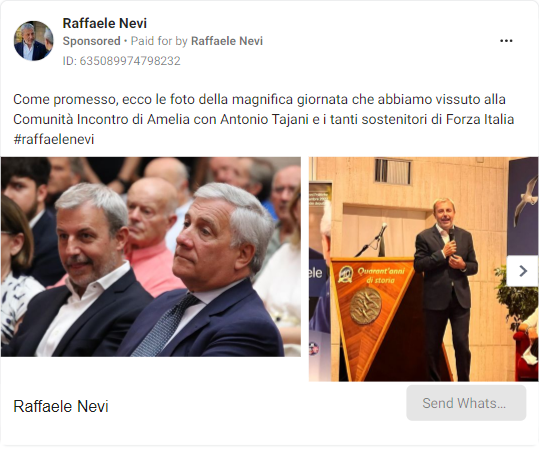 Raffaele Nevi
Sponsored • Paid for by Raffaele Nevi
ID: 635089974798232
Come promesso, ecco le foto della magnifica giornata che abbiamo vissuto alla
Comunità Incontro di Amelia con Antonio Tajani e i tanti sostenitori di Forza Italia
#raffaelenevi
Quarant'anni
di storia
Raffaele Nevi
Send Whats...